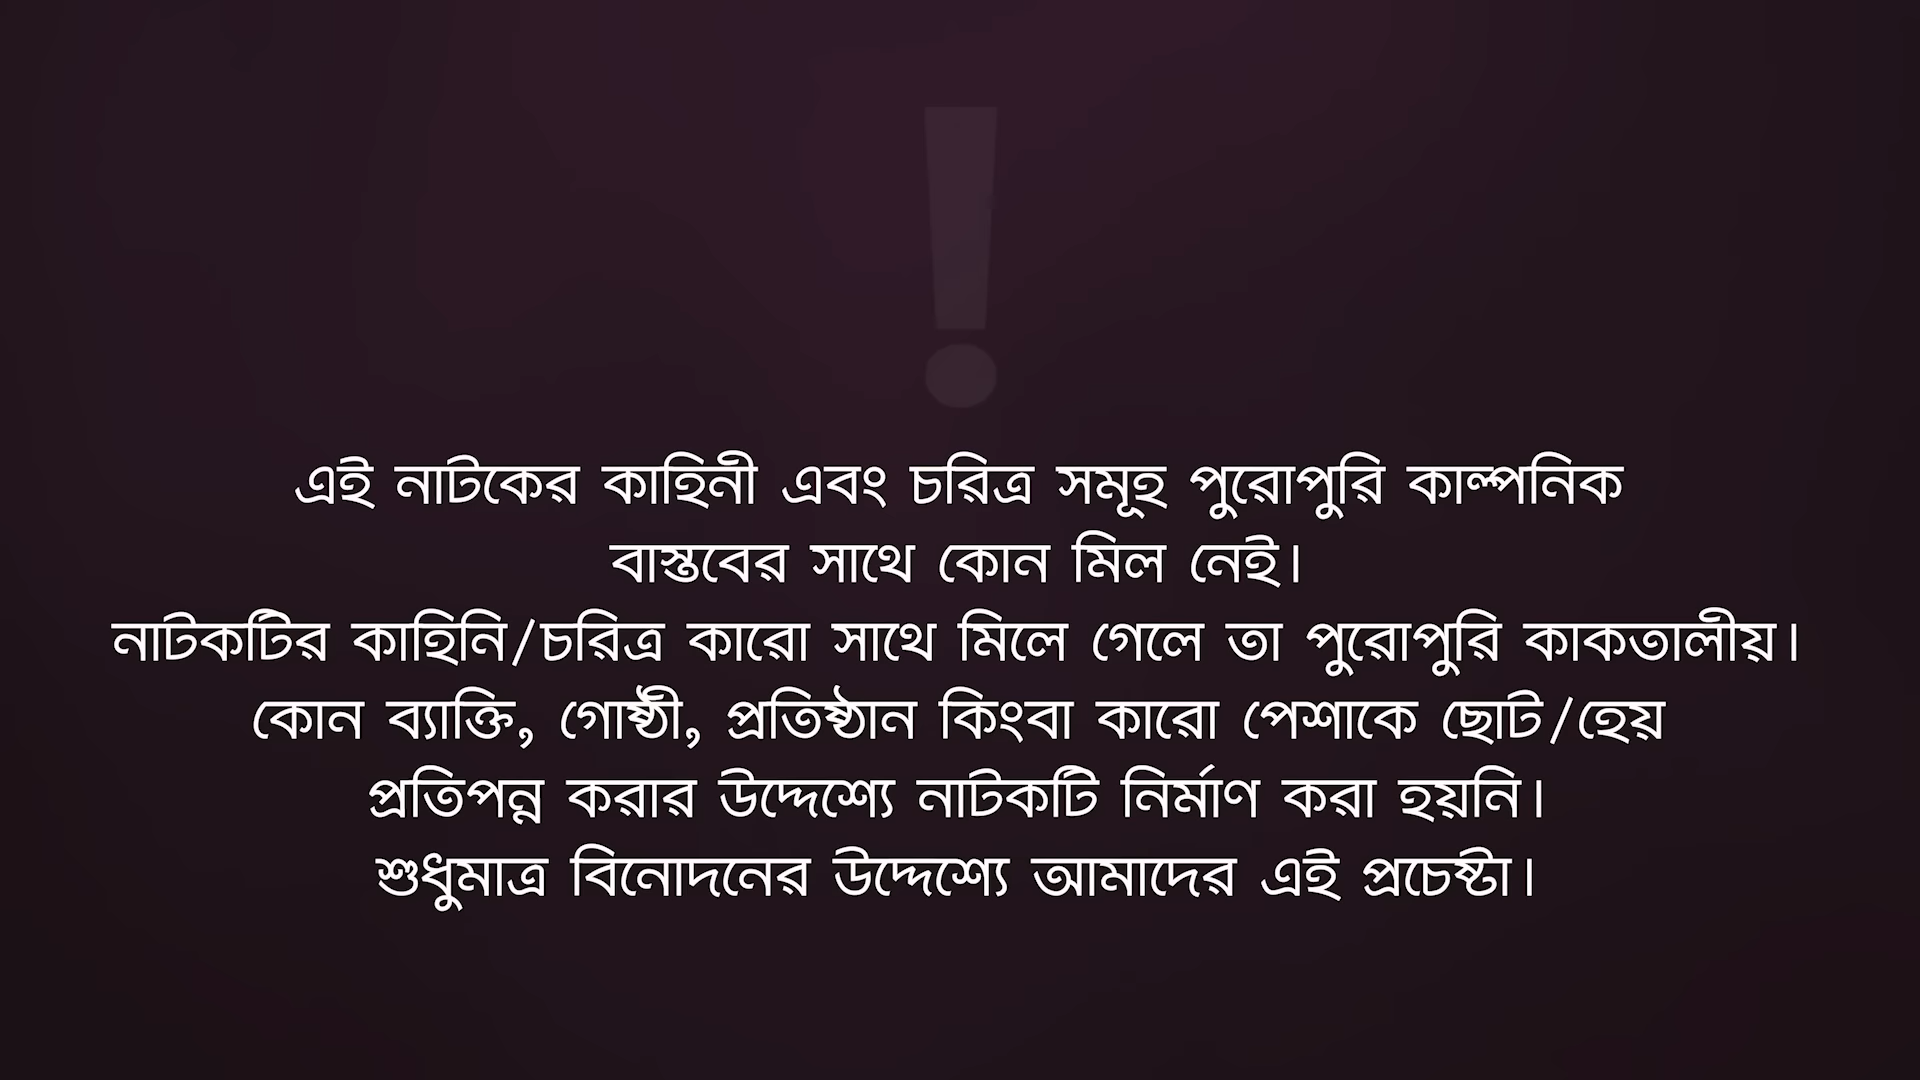 এই নাটকের কাহিনী এবং চরিত্র সমূহ পুরোপুরি কাল্পনিক
বাস্তবের সাথে কোন মিল নেই।
নাটকটির কাহিনি/চরিত্র কারো সাথে মিলে গেলে তা পুরোপুরি কাকতালীয়।
কোন ব্যাক্তি, গোষ্ঠী, প্রতিষ্ঠান কিংবা কারো পেশাকে ছোট/হেয়
প্রতিপন্ন করার উদ্দেশ্যে নাটকটি নির্মাণ করা হয়নি।
শুধুমাত্র বিনোদনের উদ্দেশ্যে আমাদের এই প্রচেষ্টা।